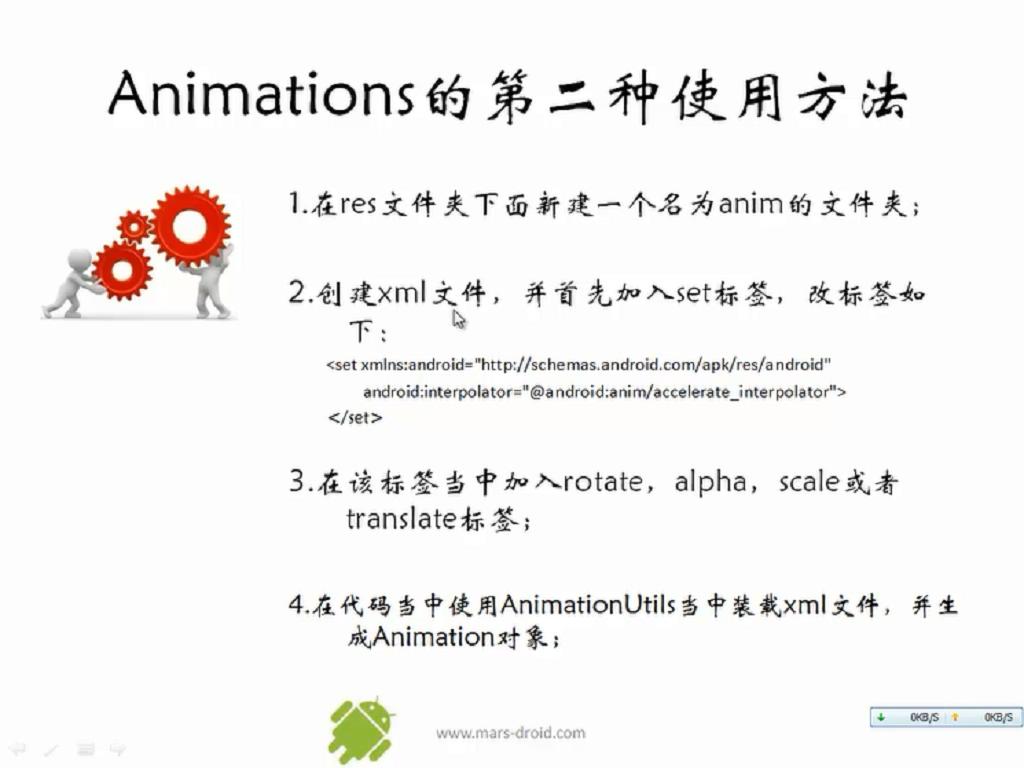 Animations的第二种使用方法
1.在res文件夹下面新建一个名为anim的文件夹；
2.创建xml文件，并首先加入set标签，改标签如
下：
<set xmlns:android="http://schemas.android.com/apk/res/android"
android:interpolator="@android:anim/accelerate_interpolator">
</set>
3.在该标签当中加入rotate，alpha，scale或者
translate标签；
4.在代码当中使用AnimationUtils当中装载xml文件，并生
成Animation对象；
www.mars-droid.com
0KB/S 0KB/S